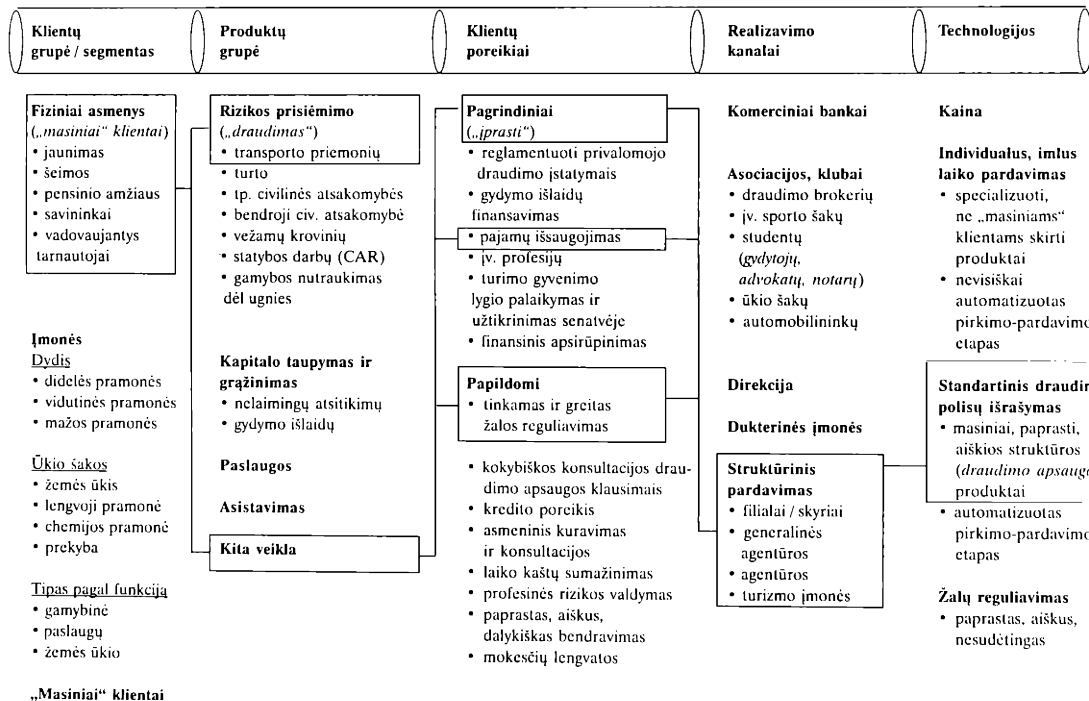 Klientų
grupė / segmentas
Produktų
grupė
Klientų
poreikiai
Realizavimo
kanalai
Technologijos
Fiziniai asmenys
(„masiniai“ klientai)
• jaunimas
• šeimos
• pensinio amžiaus
• savininkai
• vadovaujantys
tarnautojai
Įmonės
Dydis
• didelės pramonės
• vidutinės pramonės
• mažos pramonės
Ūkio šakos
• žemės ūkis
• lengvoji pramonė
• chemijos pramonė
• prekyba
Tipas pagal funkciją
• gamybinė
• paslaugų
• žemės ūkio
„Masiniai“ klientai
Rizikos prisiėmimo
(„draudimas“)
• transporto priemonių
• turto
• tp. civilinės atsakomybės
• bendroji civ. atsakomybė
• vežamų krovinių
• statybos darbų (CAR)
• gamybos nutraukimas
dėl ugnies
Kapitalo taupymas ir
grąžinimas
• nelaimingų atsitikimų
• gydymo išlaidų
Paslaugos
Asistavimas
Kita veikla
Pagrindiniai
(„įprasti“)
• reglamentuoti privalomojo
draudimo įstatymais
• gydymo išlaidų
finansavimas
• pajamų išsaugojimas
• įv. profesijų
• turimo gyvenimo
lygio palaikymas ir
užtikrinimas senatvėje
• finansinis apsirūpinimas
Papildomi
• tinkamas ir greitas
žalos reguliavimas
• kokybiškos konsultacijos drau-
dimo apsaugos klausimais
• kredito poreikis
• asmeninis kuravimas
ir konsultacijos
• laiko kaštų sumažinimas
• profesinės rizikos valdymas
• paprastas, aiškus,
dalykiškas bendravimas
• mokesčių lengvatos
Komerciniai bankai
Asociacijos, klubai
• draudimo brokerių
• įv. sporto šakų
• studentų
(gydytojų,
advokatų, notarų)
• ūkio šakų
• automobilininkų
Direkcija
Dukterinės įmonės
Struktūrinis
pardavimas
• filialai / skyriai
• generalinės
agentūros
• agentūros
• turizmo įmonės
Kaina
Individualus, imlus
laiko pardavimas
• specializuoti,
ne „masiniams“
klientams skirti
produktai
• nevisiškai
automatizuotas
pirkimo-pardavimo
etapas
Standartinis draudim
polisų išrašymas
• masiniai, paprasti,
aiškios struktūros
(draudimo apsaugo
produktai
• automatizuotas
pirkimo-pardavimo
etapas
Žalų reguliavimas
• paprastas, aiškus,
nesudėtingas